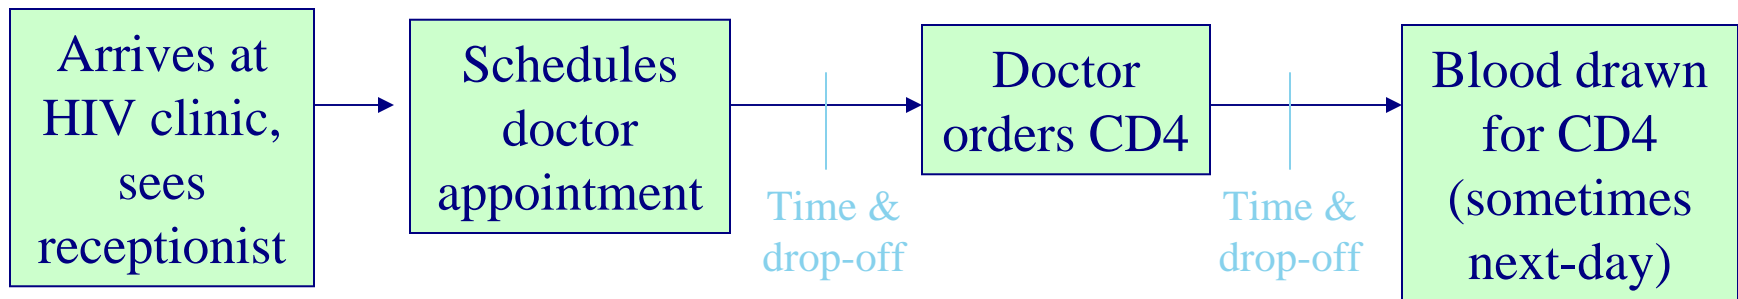 Arrives at
HIV clinic,
sees
receptionist
Schedules
doctor
appointment
Time &
drop-off
Doctor
orders CD4
Time &
drop-off
Blood drawn
for CD4
(sometimes
next-day)